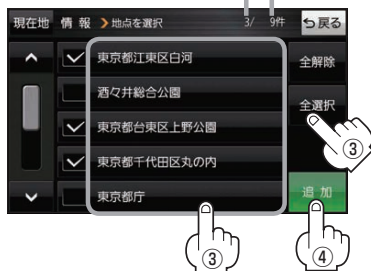 現在地 情 報 ❯地点を選択 3/ 9件 戻る
東京都江東区白河 全解除
酒々井総合公園
全選択
東京都台東区上野公園
③
東京都千代田区丸の内
東京都庁 追 加
③ ④